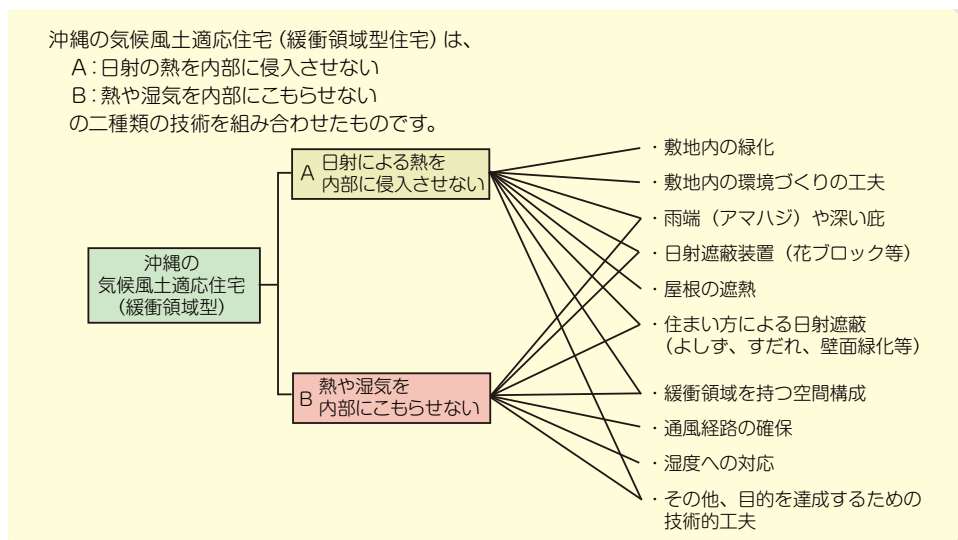 沖縄の気候風土適応住宅（緩衝領域型住宅）は、
A：日射の熱を内部に侵入させない
B：熱や湿気を内部にこもらせない
の二種類の技術を組み合わせたものです。
沖縄の
気候風土適応住宅
（緩衝領域型）
A 日射による熱を
内部に侵入させない
B 熱や湿気を
内部にこもらせない
・敷地内の緑化
・敷地内の環境づくりの工夫
・雨端（アマハジ）や深い庇
・日射遮蔽装置（花ブロック等）
・屋根の遮熱
・住まい方による日射遮蔽
（よしず、すだれ、壁面緑化等）
・緩衝領域を持つ空間構成
・通風経路の確保
・湿度への対応
・その他、目的を達成するための
技術的工夫